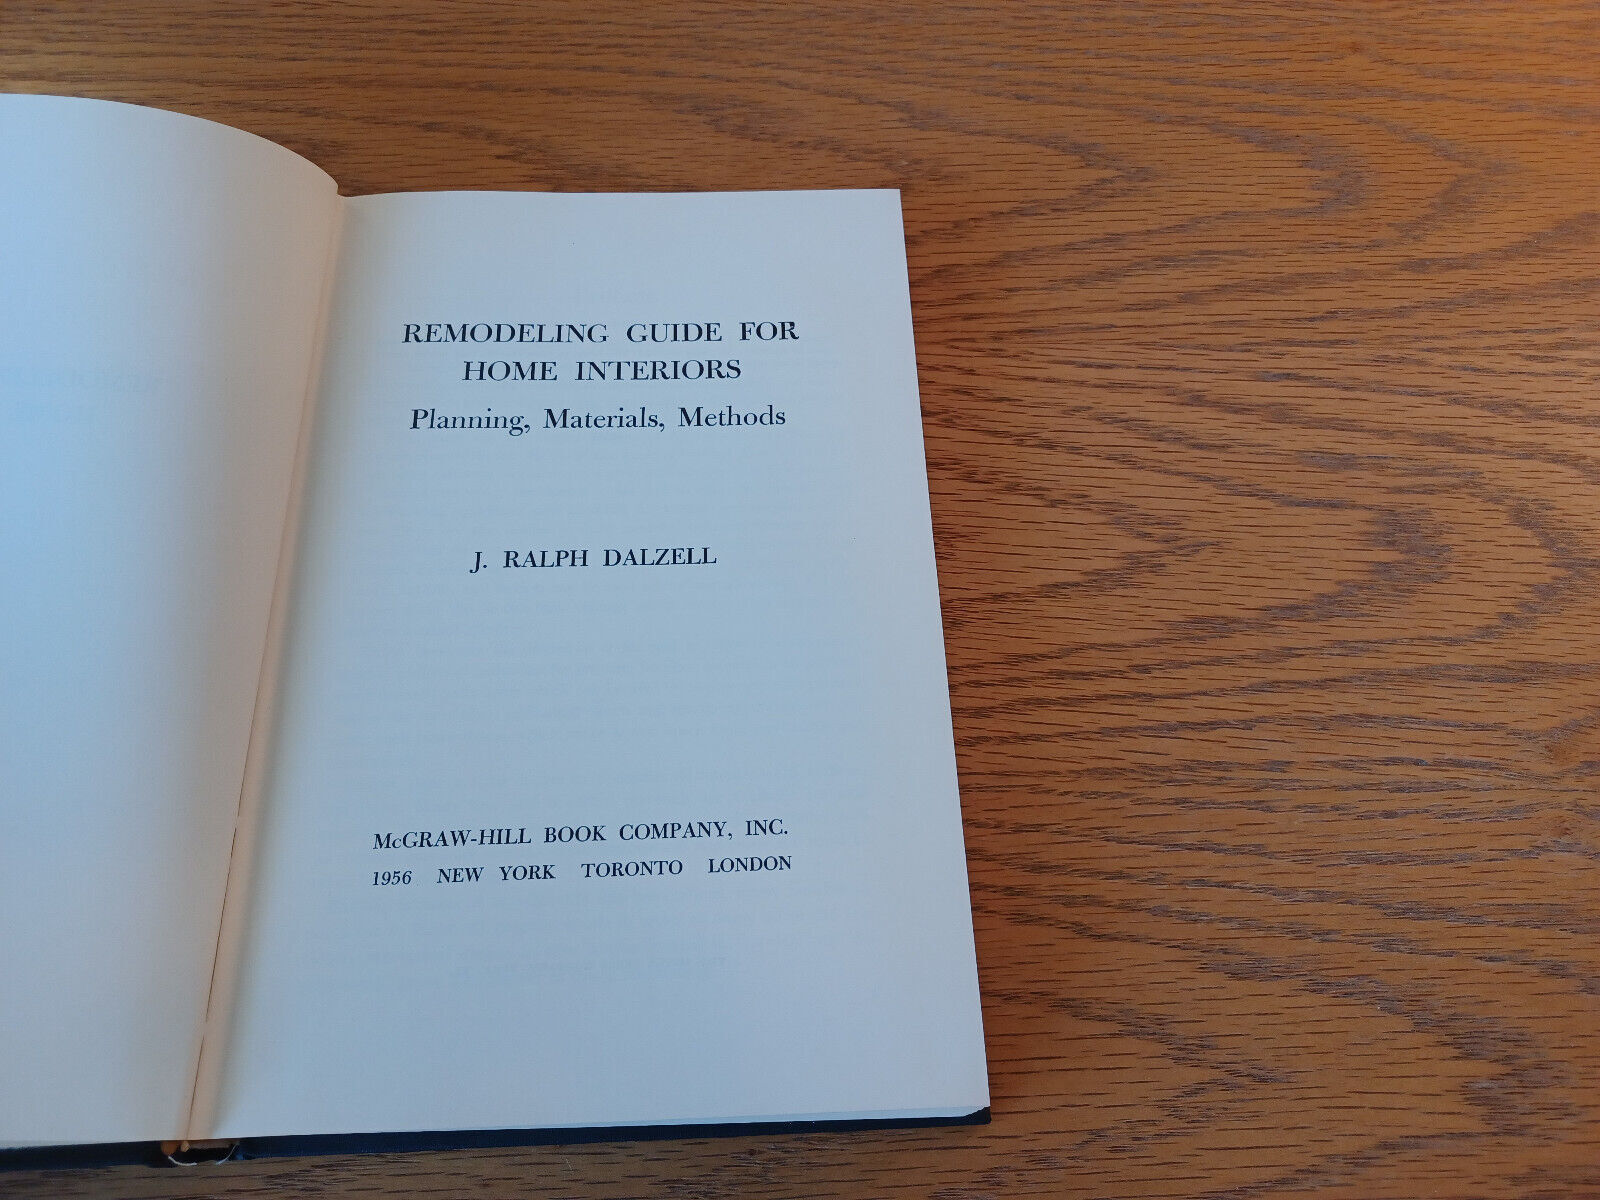 REMODELING GUIDE FOR
HOME INTERIORS
Planning, Materials, Methods
J. RALPH DALZELL
McGRAW-HILL BOOK COMPANY, INC.
1956 NEW YORK TORONTO LONDON